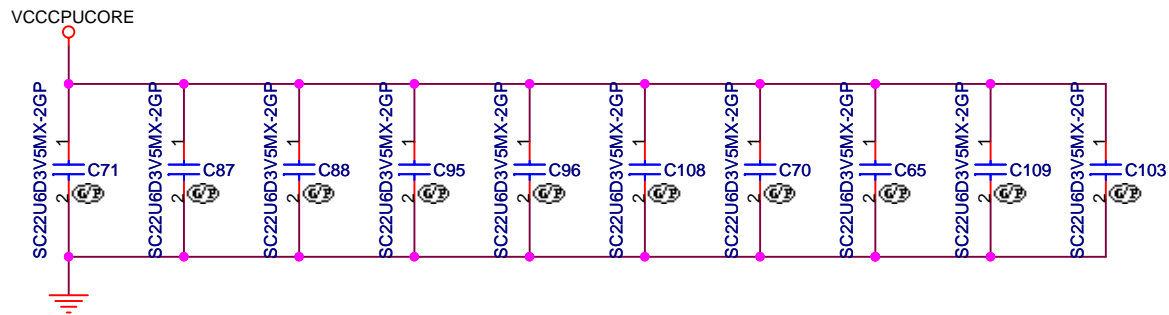 VCCCPUCORE
SC22U6D3V5MX-2GP
1
2
C71
G/P
SC22U6D3V5MX-2GP
1
2
C87
G/P
SC22U6D3V5MX-2GP
1
2
C88
G/P
SC22U6D3V5MX-2GP
1
2
C95
G/P
SC22U6D3V5MX-2GP
1
2
C96
G/P
SC22U6D3V5MX-2GP
1
2
C108
G/P
SC22U6D3V5MX-2GP
1
2
C70
G/P
SC22U6D3V5MX-2GP
1
2
C65
G/P
SC22U6D3V5MX-2GP
1
2
C109
G/P
SC22U6D3V5MX-2GP
1
2
C103
G/P